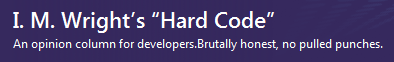 I. M. Wright’s “Hard Code”
An opinion column for developers.Brutally honest, no pulled punches.